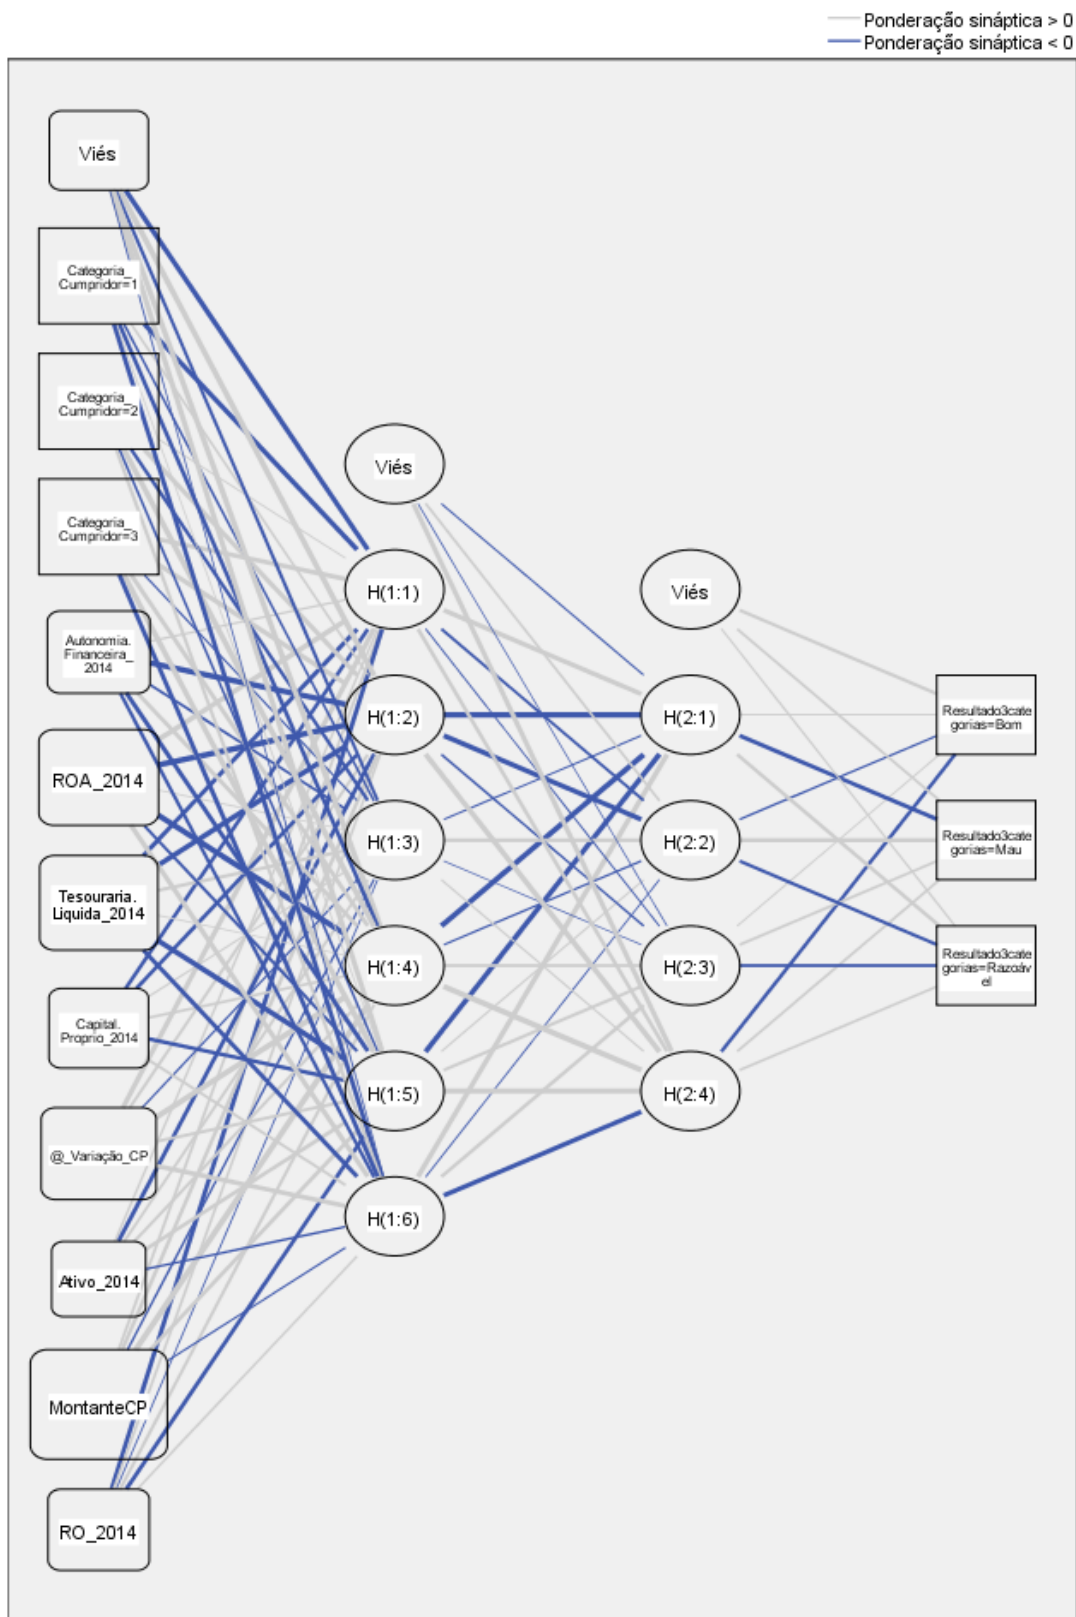 Ponderação sináptica > 0
Ponderação sináptica < 0
Viés
Categoria_
Cumpridor=1
Categoria_
Cumpridor=2
Categoria_
Cumpridor=3
Autonomia.
Financeira_
2014
ROA_2014
Tesouraria.
Liquida_2014
Capital.
Proprio_2014
@_Variação_CP
Ativo_2014
MontanteCP
RO_2014
Viés
H(1:1)
H(1:2)
H(1:3)
H(1:4)
H(1:5)
H(1:6)
Viés
H(2:1)
H(2:2)
H(2:3)
H(2:4)
Resultado3cate
gorias=Bom
Resultado3cate
gorias=Mau
Resultado3cate
gorias=Razoáv
el